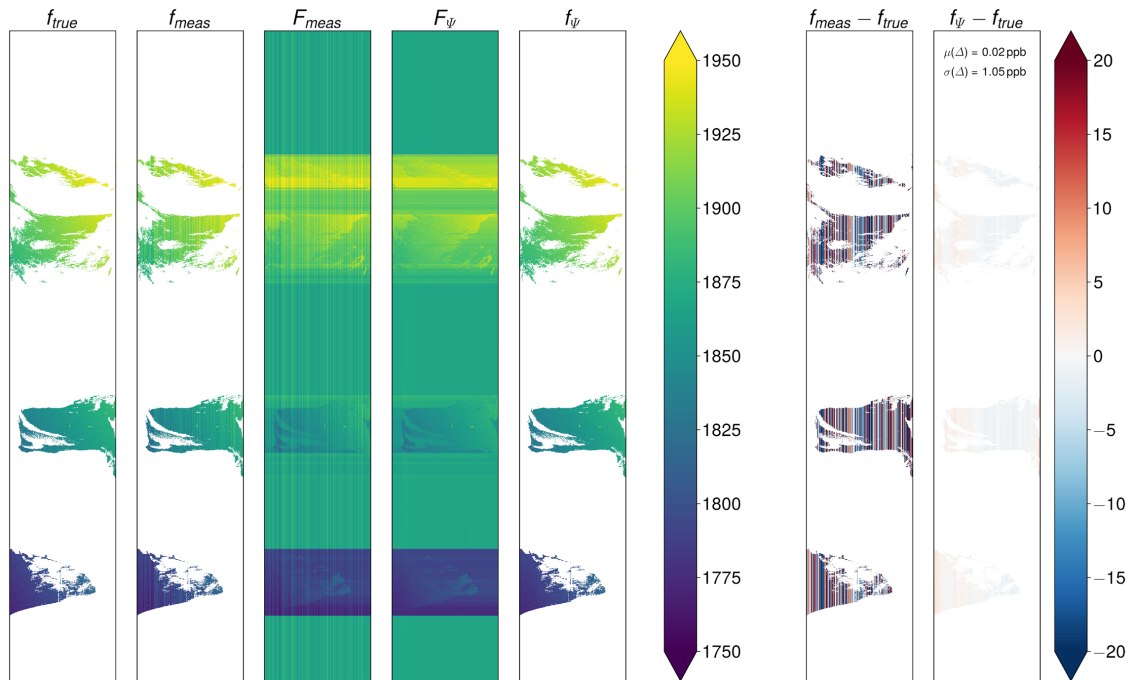 f_true
f_meas
F_meas
F_Ψ
f_Ψ
f_meas − f_true
f_Ψ − f_true
μ(Δ) = 0.02 ppb
σ(Δ) = 1.05 ppb
1950
1925
1900
1875
1850
1825
1800
1775
1750
20
15
10
5
0
−5
−10
−15
−20